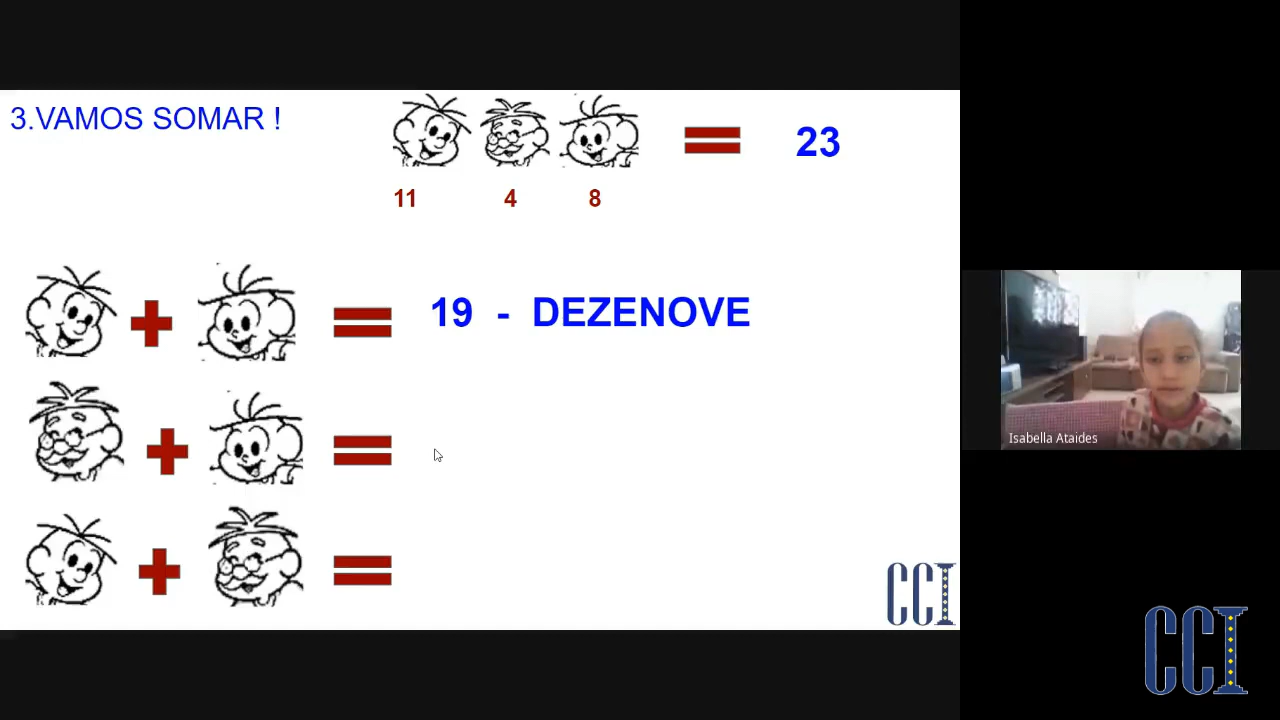 3.VAMOS SOMAR !
= 23
11 4 8
+ = 19 - DEZENOVE
+ =
+ =
Isabella Ataides
CCI
CCI